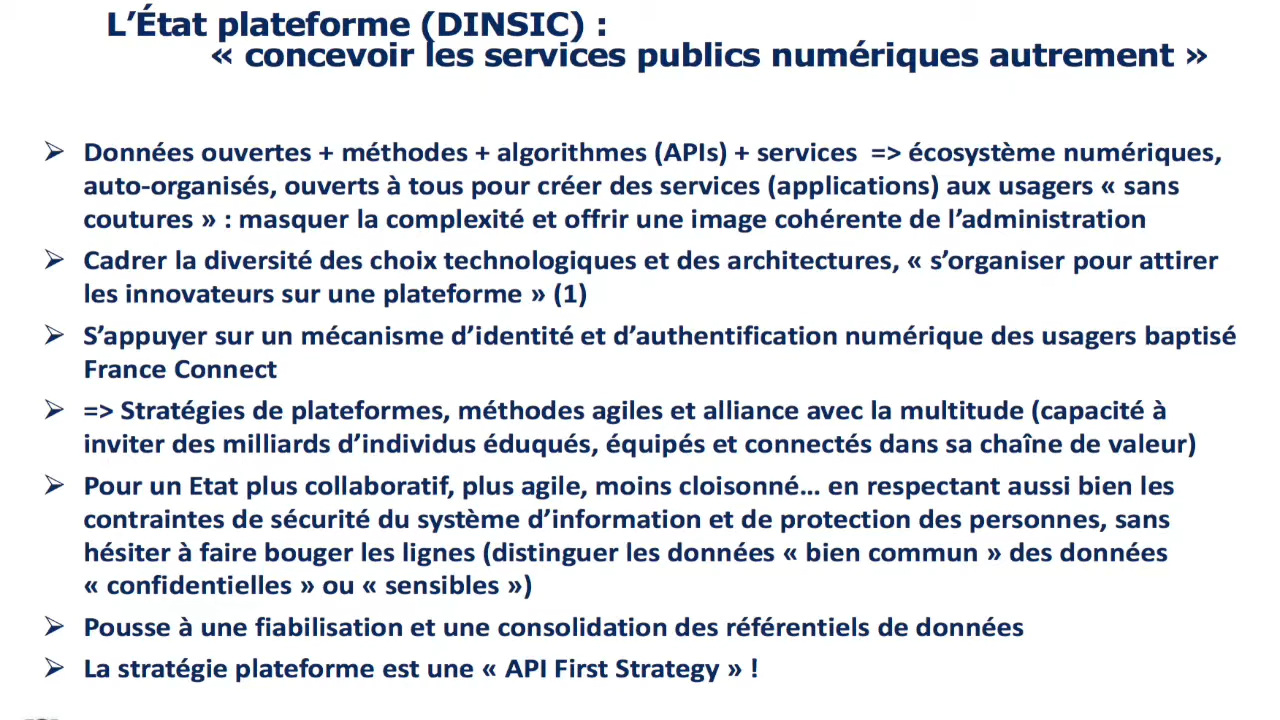 L’État plateforme (DINSIC) :
« concevoir les services publics numériques autrement »
➢ Données ouvertes + méthodes + algorithmes (APIs) + services => écosystème numériques,
auto-organisés, ouverts à tous pour créer des services (applications) aux usagers « sans
coutures » : masquer la complexité et offrir une image cohérente de l’administration
➢ Cadrer la diversité des choix technologiques et des architectures, « s’organiser pour attirer
les innovateurs sur une plateforme » (1)
➢ S’appuyer sur un mécanisme d’identité et d’authentification numérique des usagers baptisé
France Connect
➢ => Stratégies de plateformes, méthodes agiles et alliance avec la multitude (capacité à
inviter des milliards d’individus éduqués, équipés et connectés dans sa chaîne de valeur)
➢ Pour un Etat plus collaboratif, plus agile, moins cloisonné… en respectant aussi bien les
contraintes de sécurité du système d’information et de protection des personnes, sans
hésiter à faire bouger les lignes (distinguer les données « bien commun » des données
« confidentielles » ou « sensibles »)
➢ Pousse à une fiabilisation et une consolidation des référentiels de données
➢ La stratégie plateforme est une « API First Strategy » !